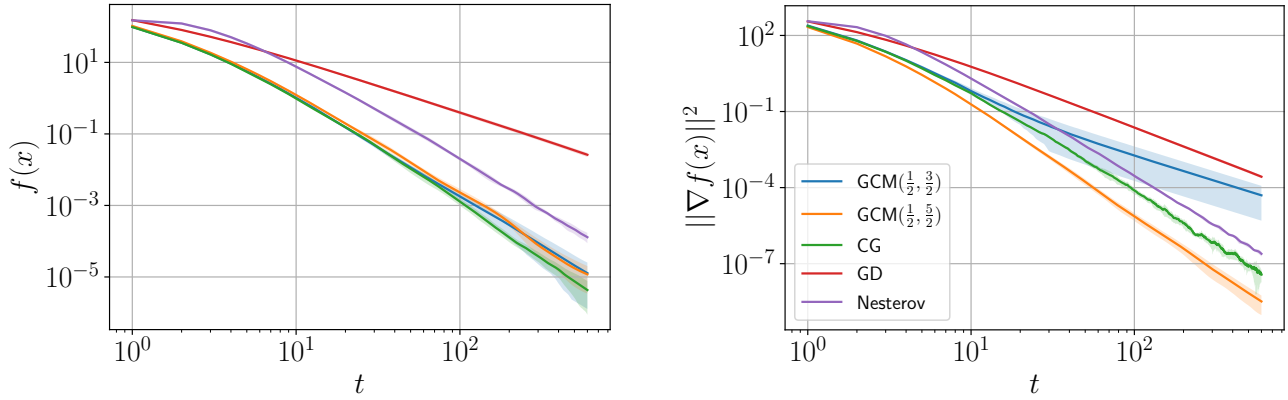 f(x)
10^1
10^{-1}
10^{-3}
10^{-5}
10^0
10^1
10^2
t
||∇f(x)||^2
10^2
10^{-1}
10^{-4}
10^{-7}
GCM(1/2, 3/2)
GCM(1/2, 5/2)
CG
GD
Nesterov
10^0
10^1
10^2
t